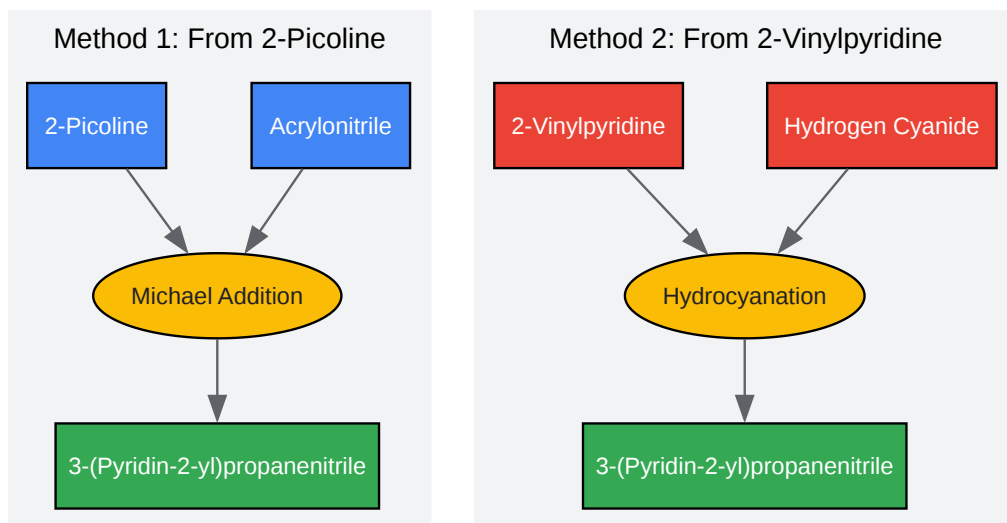 Method 1: From 2-Picoline
2-Picoline
Acrylonitrile
Michael Addition
3-(Pyridin-2-yl)propanenitrile
Method 2: From 2-Vinylpyridine
2-Vinylpyridine
Hydrogen Cyanide
Hydrocyanation
3-(Pyridin-2-yl)propanenitrile